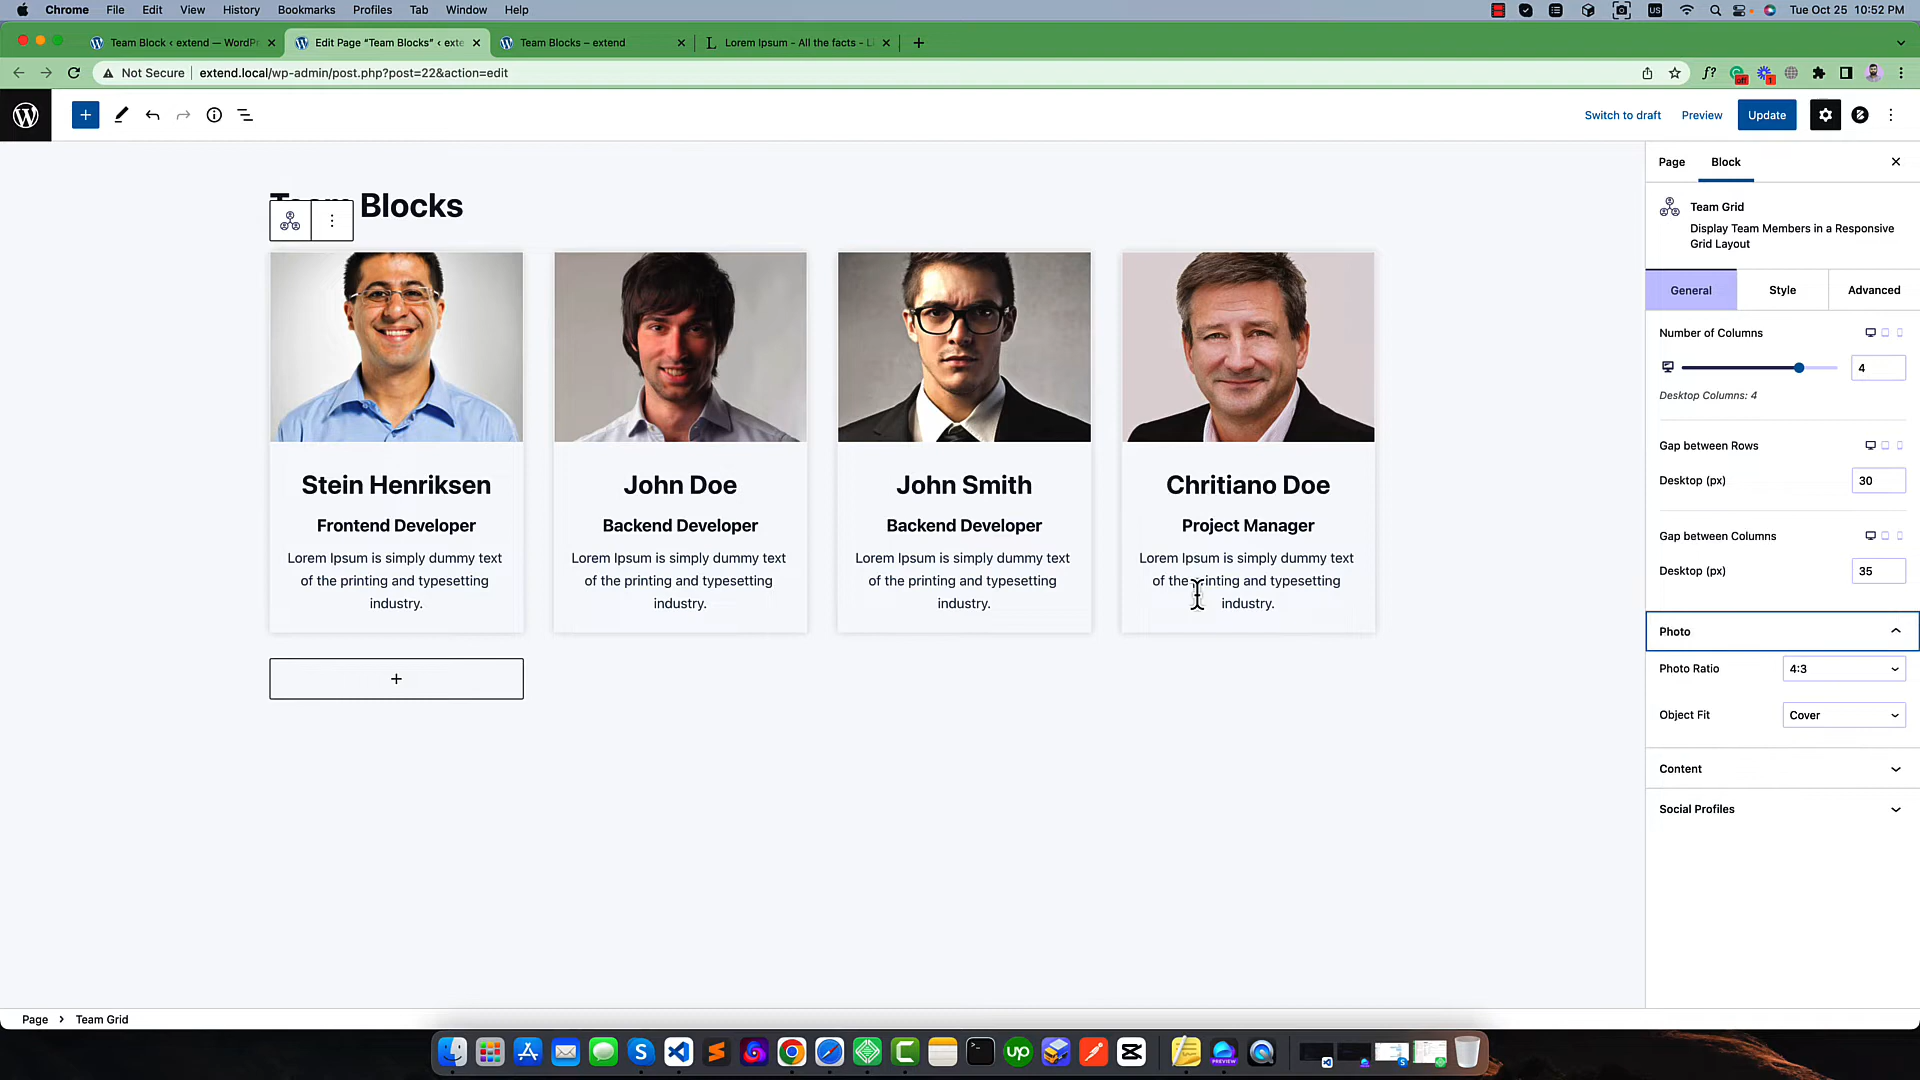 Chrome File Edit View History Bookmarks Profiles Tab Window Help
US
Tue Oct 25 10:52 PM
Team Block ‹ extend — WordPr
Edit Page “Team Blocks” ‹ exte
Team Blocks – extend
Lorem Ipsum - All the facts - Li
Not Secure
extend.local/wp-admin/post.php?post=22&action=edit
f?
off
1
Switch to draft
Preview
Update
Page
Block
Team Blocks
Team Grid
Display Team Members in a Responsive
Grid Layout
General
Style
Advanced
Number of Columns
4
Desktop Columns: 4
Gap between Rows
Desktop (px)
30
Gap between Columns
Desktop (px)
35
Photo
Photo Ratio
4:3
Object Fit
Cover
Content
Social Profiles
Stein Henriksen
Frontend Developer
Lorem Ipsum is simply dummy text
of the printing and typesetting
industry.
John Doe
Backend Developer
Lorem Ipsum is simply dummy text
of the printing and typesetting
industry.
John Smith
Backend Developer
Lorem Ipsum is simply dummy text
of the printing and typesetting
industry.
Chritiano Doe
Project Manager
Lorem Ipsum is simply dummy text
of the printing and typesetting
industry.
+
Page › Team Grid
up
PREVIEW